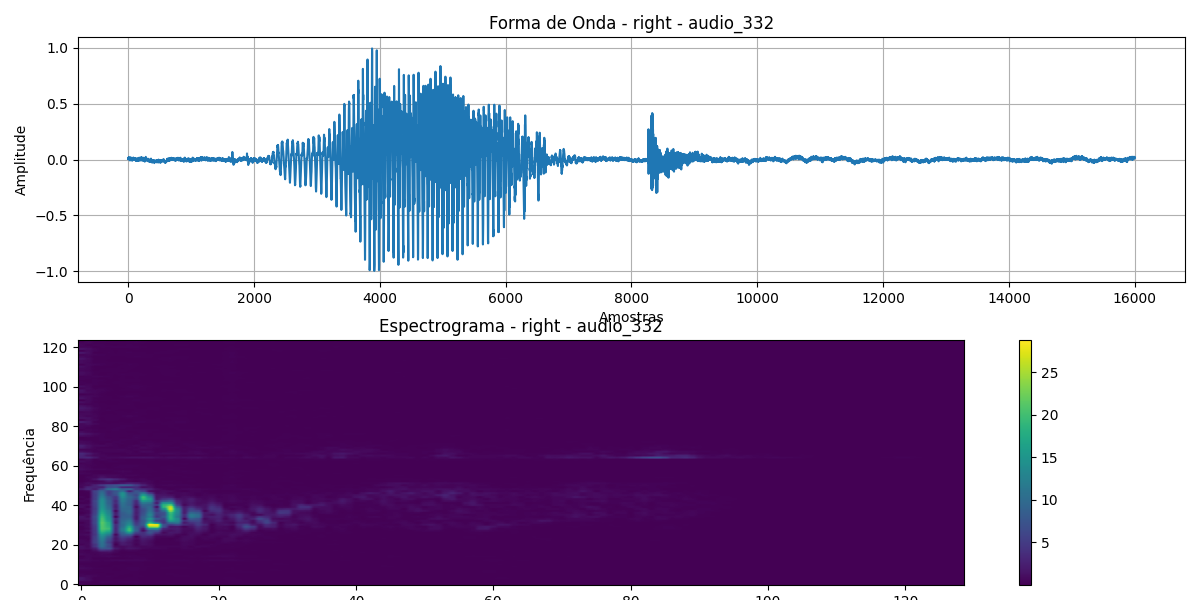 Forma de Onda - right - audio_332
1.0
0.5
0.0
−0.5
−1.0
Amplitude
0 2000 4000 6000 8000 10000 12000 14000 16000
Amostras
Espectrograma - right - audio_332
120
100
80
60
40
20
0
Frequência
0 20 40 60 80 100 120
25
20
15
10
5